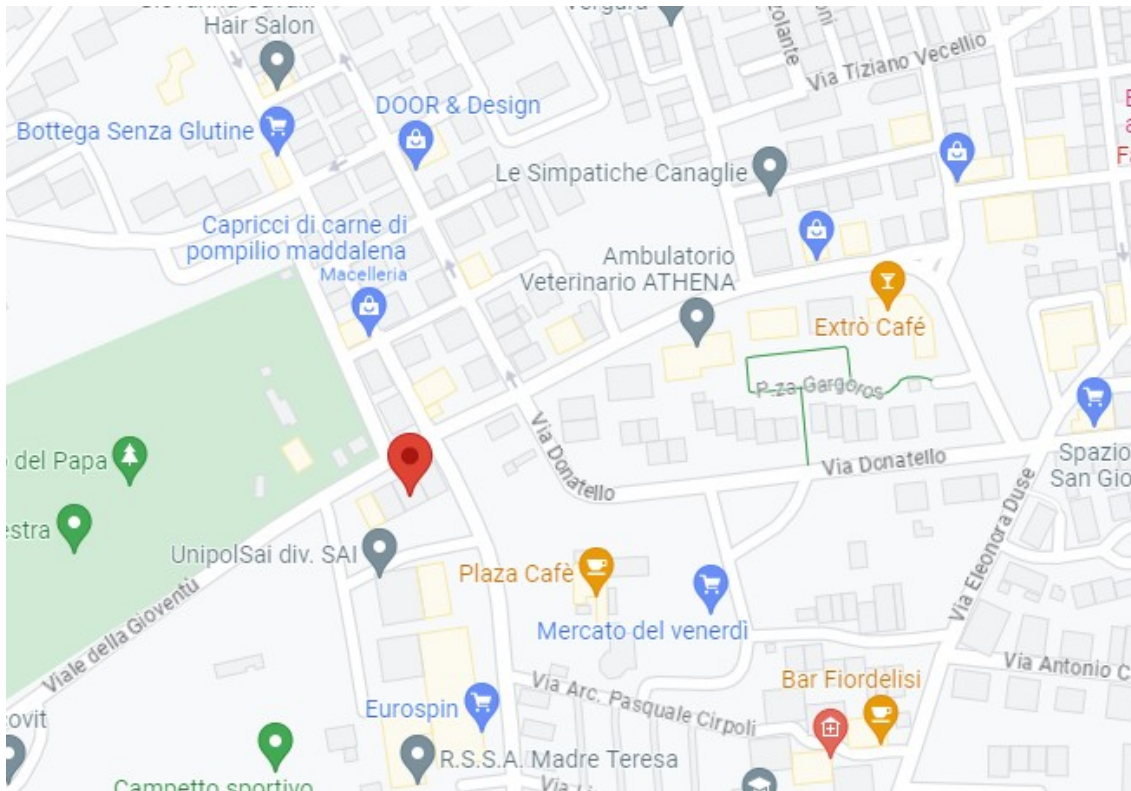 Hair Salon
Via Tiziano Vecellio
DOOR & Design
Bottega Senza Glutine
Le Simpatiche Canaglie
Capricci di carne di
pompilio maddalena
Macelleria
Ambulatorio
Veterinario ATHENA
Extrò Café
P.za Gargoros
Via Donatello
Via Donatello
del Papa
Spazio
San Gio
UnipolSai div. SAI
Plaza Cafè
Via Eleonora Duse
Mercato del venerdì
Viale della Gioventù
Via Antonio C
Bar Fiordelisi
Via Arc. Pasquale Cirpoli
Eurospin
R.S.S.A. Madre Teresa
Campetto sportivo